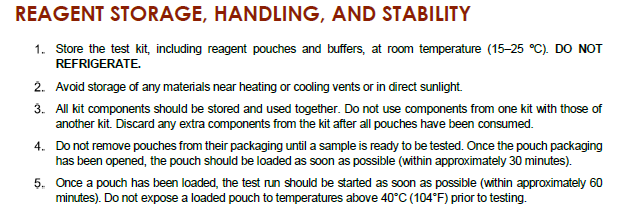 REAGENT STORAGE, HANDLING, AND STABILITY
1. Store the test kit, including reagent pouches and buffers, at room temperature (15–25 ºC). DO NOT
REFRIGERATE.
2. Avoid storage of any materials near heating or cooling vents or in direct sunlight.
3. All kit components should be stored and used together. Do not use components from one kit with those of
another kit. Discard any extra components from the kit after all pouches have been consumed.
4. Do not remove pouches from their packaging until a sample is ready to be tested. Once the pouch packaging
has been opened, the pouch should be loaded as soon as possible (within approximately 30 minutes).
5. Once a pouch has been loaded, the test run should be started as soon as possible (within approximately 60
minutes). Do not expose a loaded pouch to temperatures above 40°C (104°F) prior to testing.